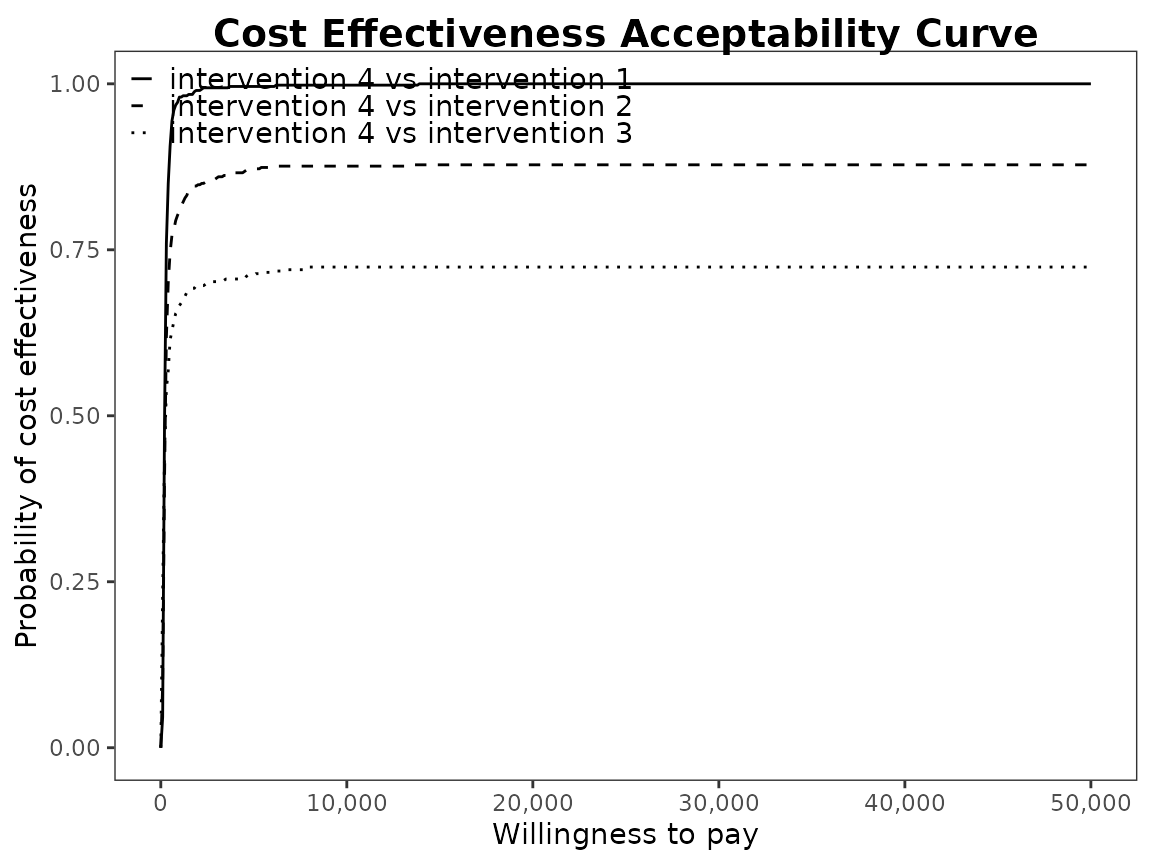 Cost Effectiveness Acceptability Curve
intervention 4 vs intervention 1
intervention 4 vs intervention 2
intervention 4 vs intervention 3
Probability of cost effectiveness
1.00
0.75
0.50
0.25
0.00
0 10,000 20,000 30,000 40,000 50,000
Willingness to pay